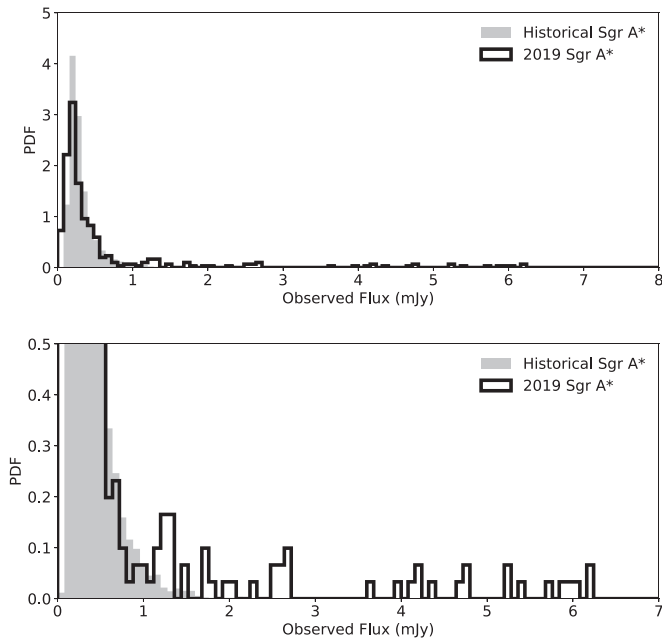 5
4
3
2
1
0
PDF
Historical Sgr A*
2019 Sgr A*
0 1 2 3 4 5 6 7 8
Observed Flux (mJy)
0.5
0.4
0.3
0.2
0.1
0.0
PDF
Historical Sgr A*
2019 Sgr A*
0 1 2 3 4 5 6 7
Observed Flux (mJy)